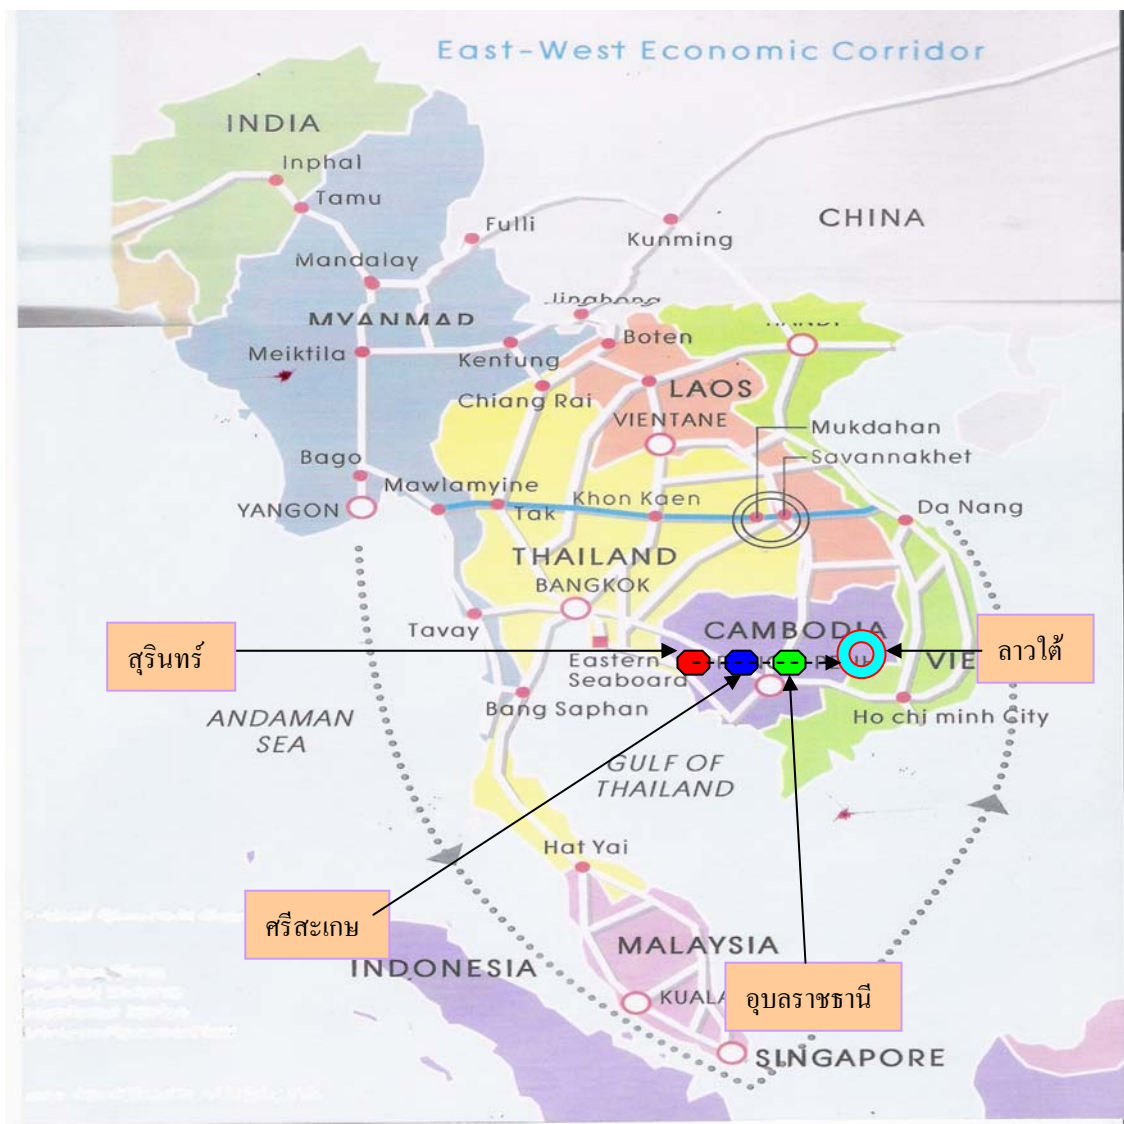 East-West Economic Corridor
INDIA
Inphal
Tamu
CHINA
Fulli
Kunming
Mandalay
Jinghong
MYANMAR
HANOI
Boten
Meiktila
Kentung
LAOS
Chiang Rai
VIENTANE
Mukdahan
Savannakhet
Bago
Mawlamyine
Khon Kaen
YANGON
Tak
Da Nang
THAILAND
BANGKOK
Tavay
CAMBODIA
สุรินทร์
ลาวใต้
Eastern
Seaboard
VIE
Bang Saphan
Ho chi minh City
ANDAMAN
SEA
GULF OF
THAILAND
Hat Yai
ศรีสะเกษ
MALAYSIA
INDONESIA
KUALA
อุบลราชธานี
SINGAPORE